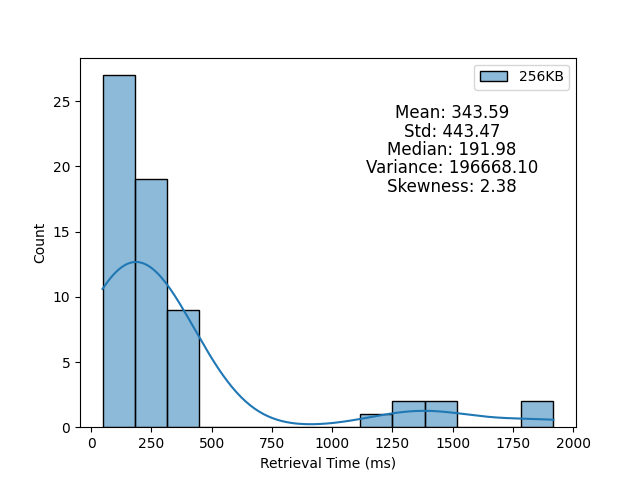 256KB
Mean: 343.59
Std: 443.47
Median: 191.98
Variance: 196668.10
Skewness: 2.38
25
20
15
10
5
0
Count
0 250 500 750 1000 1250 1500 1750 2000
Retrieval Time (ms)